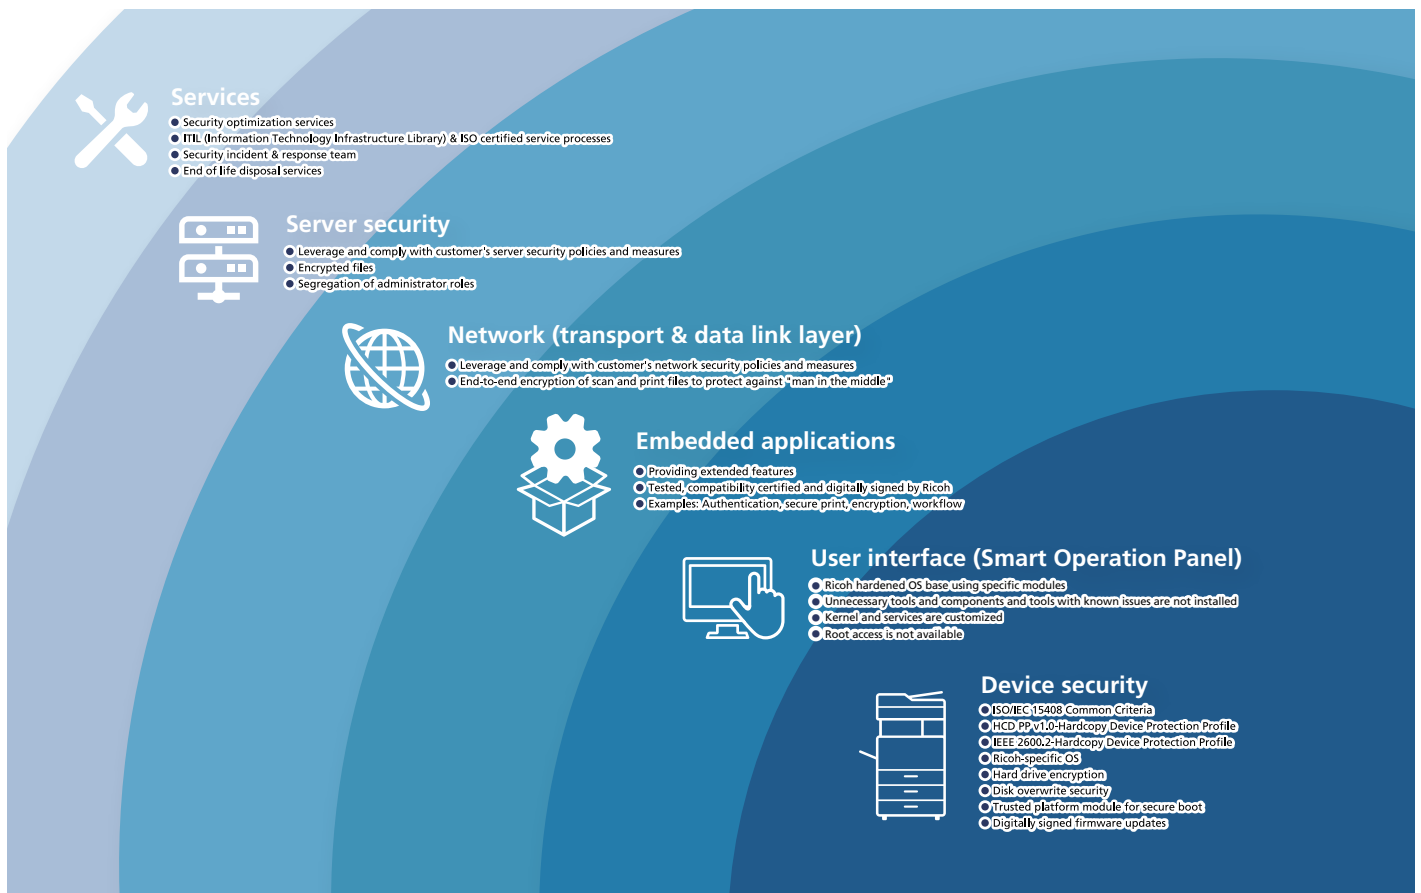 Services
● Security optimization services
● ITIL (Information Technology Infrastructure Library) & ISO certified service processes
● Security incident & response team
● End of life disposal services
Server security
● Leverage and comply with customer's server security policies and measures
● Encrypted files
● Segregation of administrator roles
Network (transport & data link layer)
● Leverage and comply with customer's network security policies and measures
● End-to-end encryption of scan and print files to protect against "man in the middle"
Embedded applications
● Providing extended features
● Tested, compatibility certified and digitally signed by Ricoh
● Examples: Authentication, secure print, encryption, workflow
User interface (Smart Operation Panel)
● Ricoh hardened OS base using specific modules
● Unnecessary tools and components and tools with known issues are not installed
● Kernel and services are customized
● Root access is not available
Device security
● ISO/IEC 15408 Common Criteria
● HCD PP v1.0-Hardcopy Device Protection Profile
● IEEE 2600.2-Hardcopy Device Protection Profile
● Ricoh-specific OS
● Hard drive encryption
● Disk overwrite security
● Trusted platform module for secure boot
● Digitally signed firmware updates